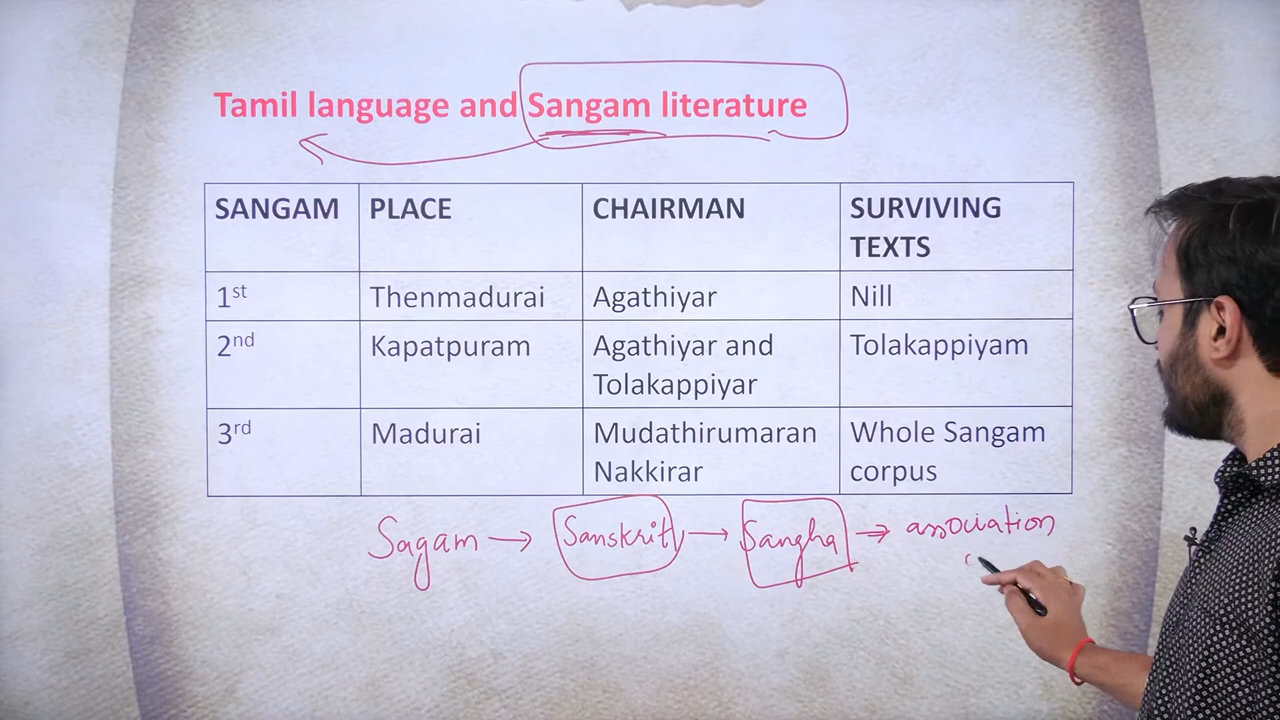 Tamil language and Sangam literature
SANGAM PLACE CHAIRMAN SURVIVING TEXTS
1st Thenmadurai Agathiyar Nill
2nd Kapatpuram Agathiyar and Tolakappiyar Tolakappiyam
3rd Madurai Mudathirumaran Nakkirar Whole Sangam corpus
Sagam → Sanskrit → Sangha → association